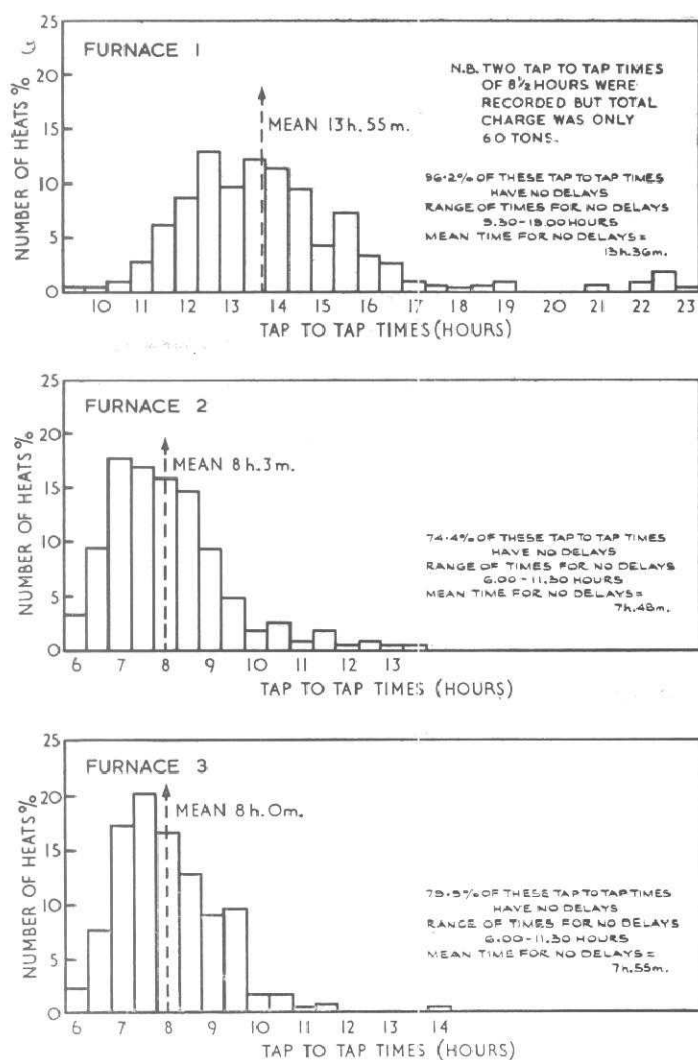 FURNACE 1
NUMBER OF HEATS %
25
20
15
10
5
0
N.B. TWO TAP TO TAP TIMES
OF 8½ HOURS WERE
RECORDED BUT TOTAL
CHARGE WAS ONLY
60 TONS.
MEAN 13h. 55m.
96·2% OF THESE TAP TO TAP TIMES
HAVE NO DELAYS
RANGE OF TIMES FOR NO DELAYS
9.30-18.00 HOURS
MEAN TIME FOR NO DELAYS=
13h.36m.
10 11 12 13 14 15 16 17 18 19 20 21 22 23
TAP TO TAP TIMES (HOURS)
FURNACE 2
NUMBER OF HEATS %
25
20
15
10
5
0
MEAN 8h.3m.
74·4% OF THESE TAP TO TAP TIMES
HAVE NO DELAYS
RANGE OF TIMES FOR NO DELAYS
6.00-11.30 HOURS
MEAN TIME FOR NO DELAYS=
7h.48m.
6 7 8 9 10 11 12 13
TAP TO TAP TIMES (HOURS)
FURNACE 3
NUMBER OF HEATS %
25
20
15
10
5
0
MEAN 8h.0m.
79·9% OF THESE TAP TO TAP TIMES
HAVE NO DELAYS
RANGE OF TIMES FOR NO DELAYS
6.00-11.30 HOURS
MEAN TIME FOR NO DELAYS=
7h.55m.
6 7 8 9 10 11 12 13 14
TAP TO TAP TIMES (HOURS)